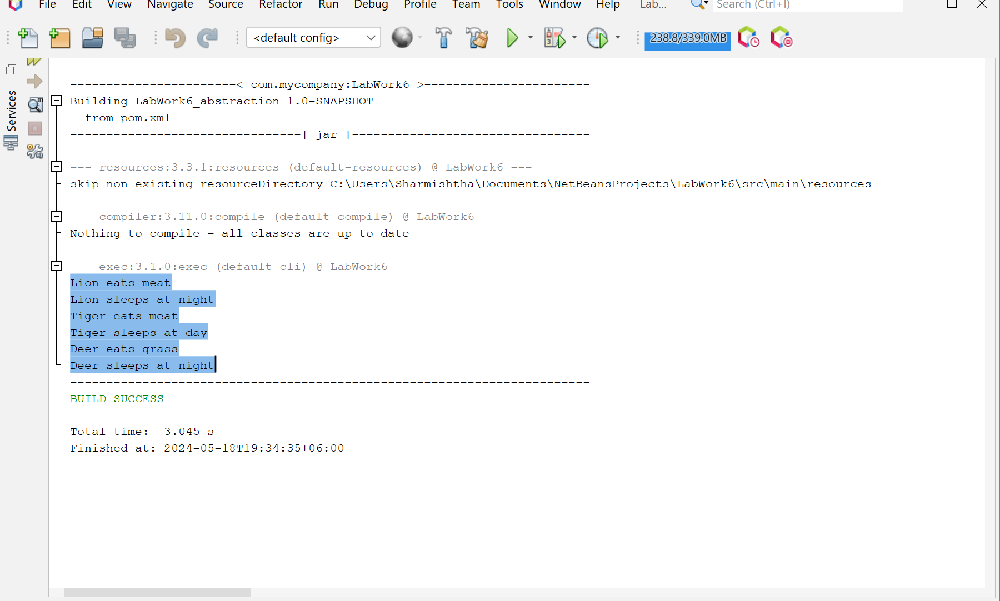 File Edit View Navigate Source Refactor Run Debug Profile Team Tools Window Help Lab... Search (Ctrl+I)
<default config> 238.8/339.0MB
Services
-----------------------< com.mycompany:LabWork6 >-----------------------
Building LabWork6_abstraction 1.0-SNAPSHOT
  from pom.xml
--------------------------------[ jar ]---------------------------------
--- resources:3.3.1:resources (default-resources) @ LabWork6 ---
skip non existing resourceDirectory C:\Users\Sharmishtha\Documents\NetBeansProjects\LabWork6\src\main\resources
--- compiler:3.11.0:compile (default-compile) @ LabWork6 ---
Nothing to compile - all classes are up to date
--- exec:3.1.0:exec (default-cli) @ LabWork6 ---
Lion eats meat
Lion sleeps at night
Tiger eats meat
Tiger sleeps at day
Deer eats grass
Deer sleeps at night
------------------------------------------------------------------------
BUILD SUCCESS
------------------------------------------------------------------------
Total time:  3.045 s
Finished at: 2024-05-18T19:34:35+06:00
------------------------------------------------------------------------